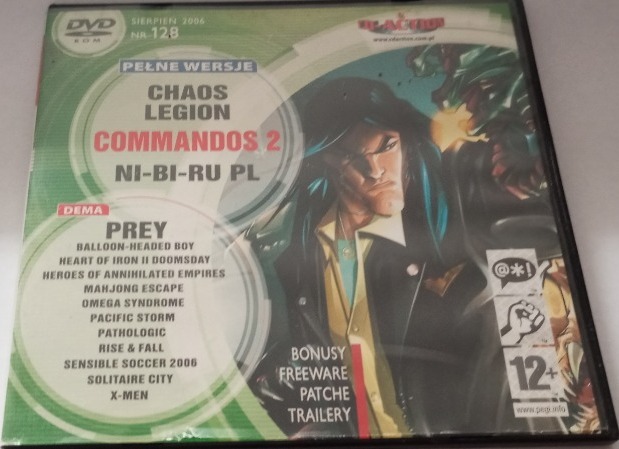 DVD
ROM
SIERPIEŃ 2006
NR. 128
CD-ACTION
www.cdaction.com.pl
PEŁNE WERSJE
CHAOS
LEGION
COMMANDOS 2
NI-BI-RU PL
DEMA
PREY
BALLOON-HEADED BOY
HEART OF IRON II DOOMSDAY
HEROES OF ANNIHILATED EMPIRES
MAHJONG ESCAPE
OMEGA SYNDROME
PACIFIC STORM
PATHOLOGIC
RISE & FALL
SENSIBLE SOCCER 2006
SOLITAIRE CITY
X-MEN
BONUSY
FREEWARE
PATCHE
TRAILERY
@*!
12+
www.pegi.info